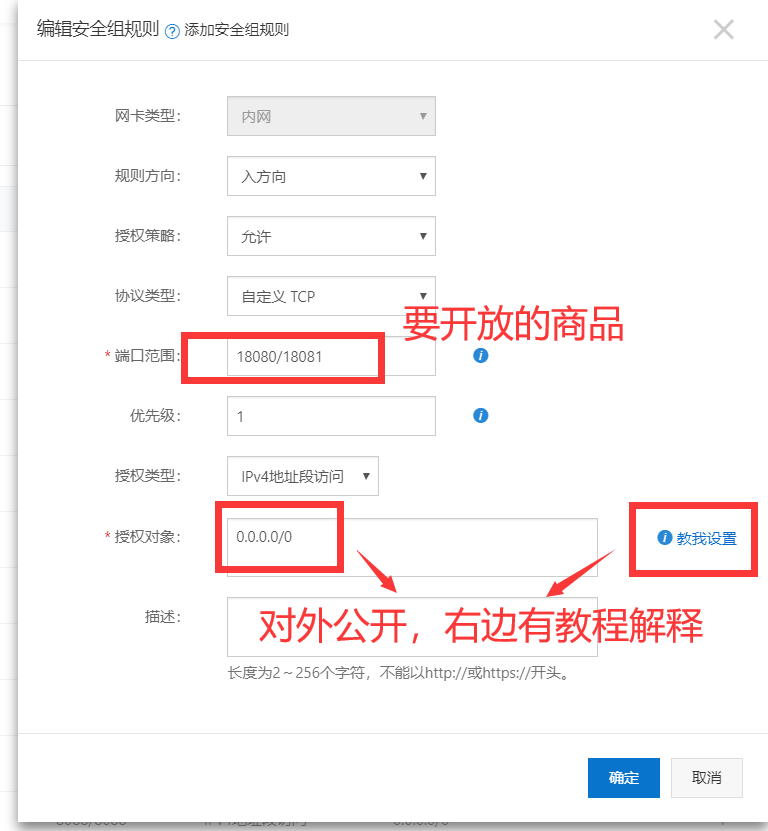 编辑安全组规则 ? 添加安全组规则
网卡类型： 内网
规则方向： 入方向
授权策略： 允许
协议类型： 自定义 TCP
要开放的商品
* 端口范围： 18080/18081
优先级： 1
授权类型： IPv4地址段访问
* 授权对象： 0.0.0.0/0
教我设置
描述：
对外公开，右边有教程解释
长度为2～256个字符，不能以http://或https://开头。
确定 取消